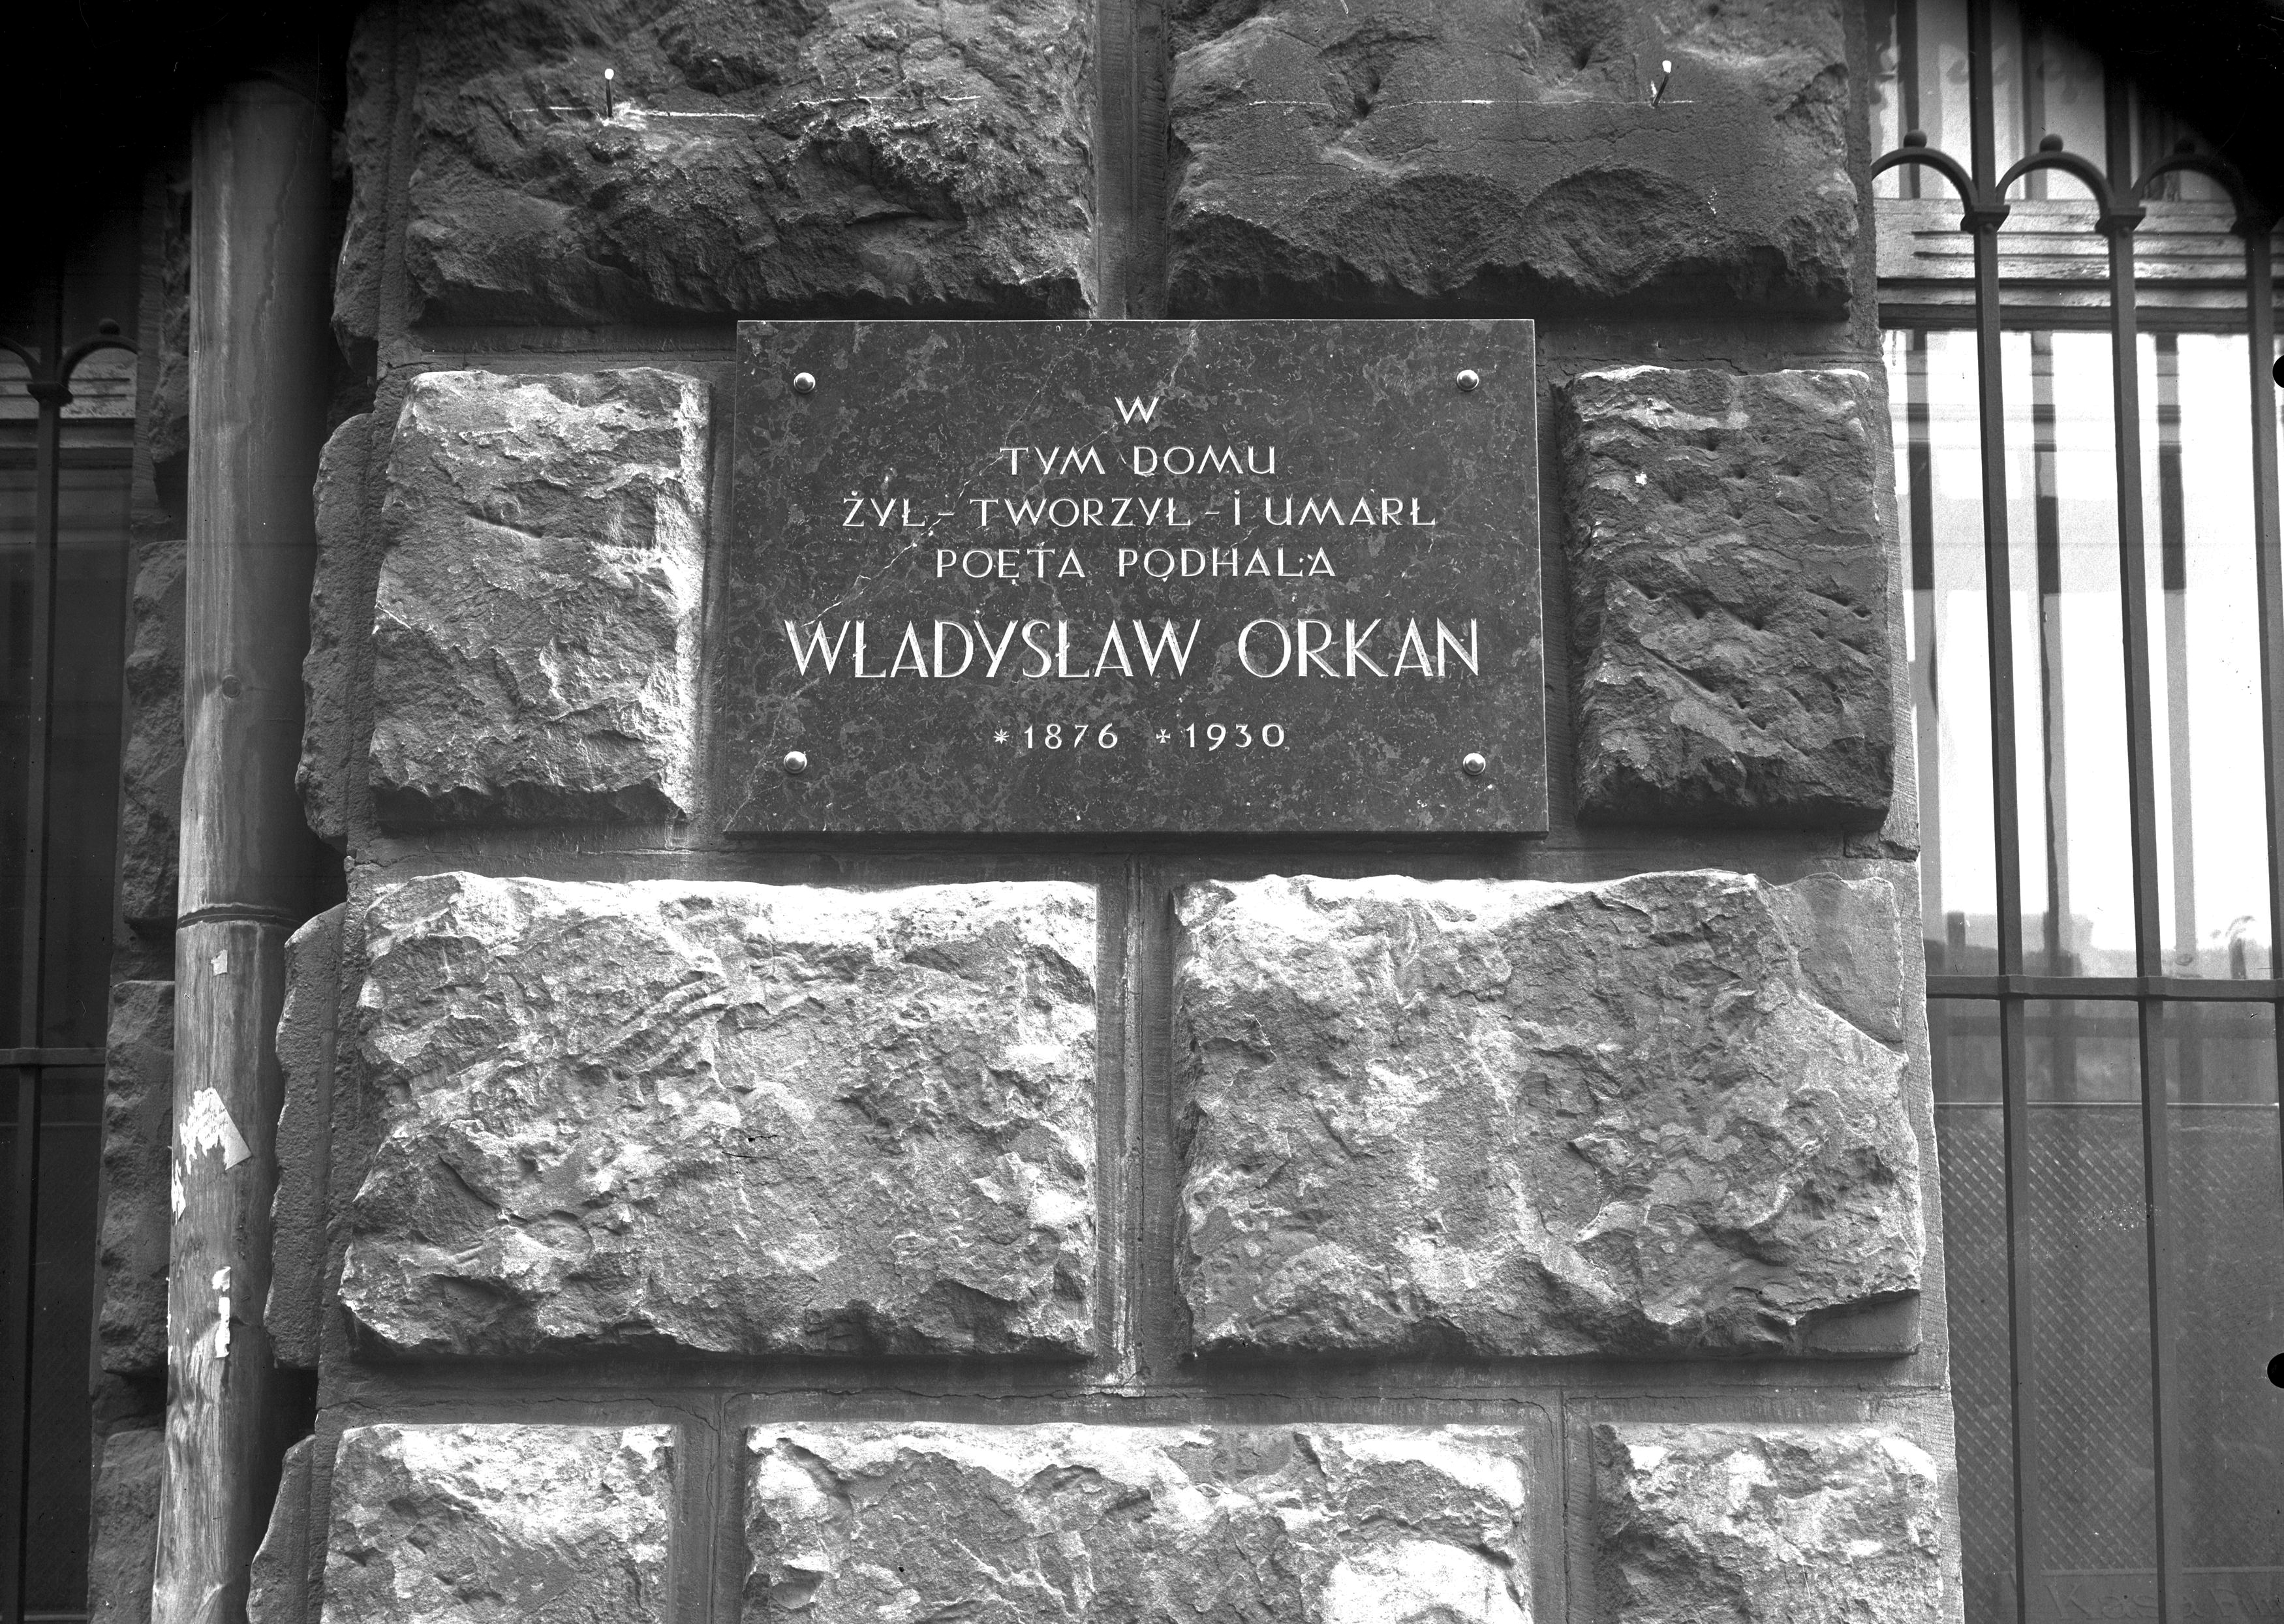 W
TYM DOMU
ŻYŁ - TWORZYŁ - I UMARŁ
POETA PODHALA
WŁADYSŁAW ORKAN
* 1876 ✢ 1930